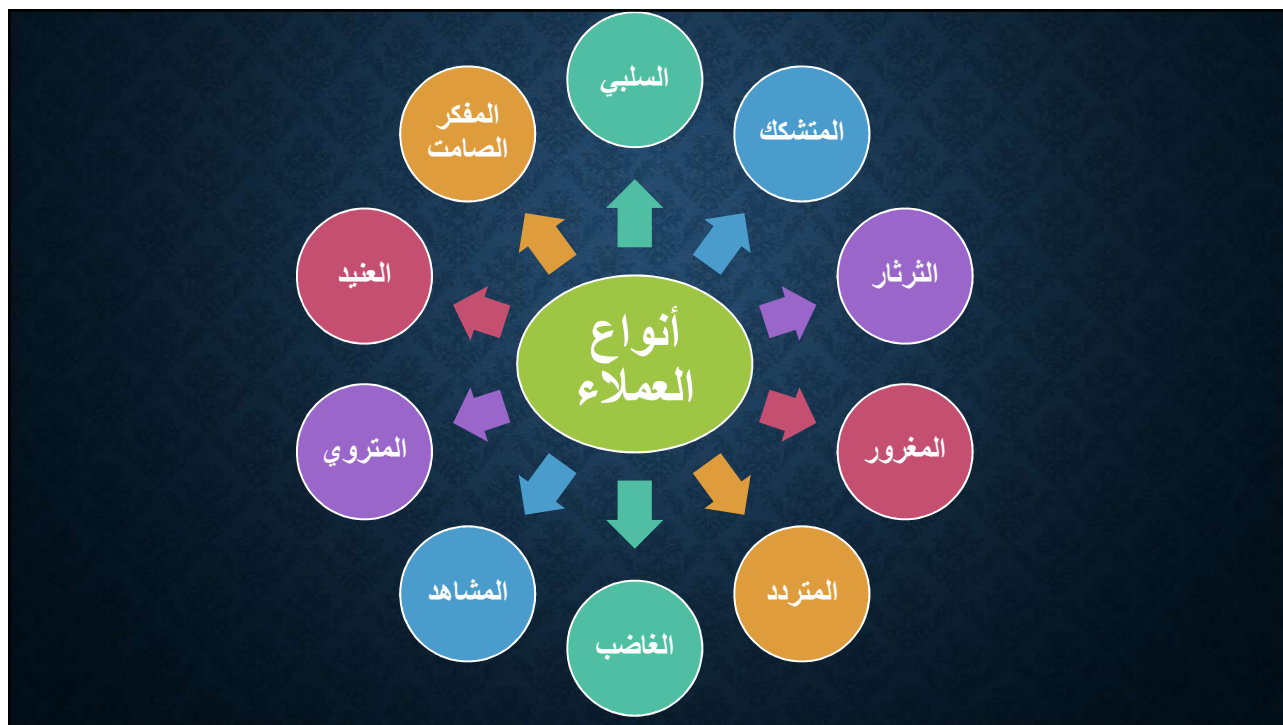 أنواع
العملاء
السلبي
المتشكك
الثرثار
المغرور
المتردد
الغاضب
المشاهد
المتروي
العنيد
المفكر
الصامت